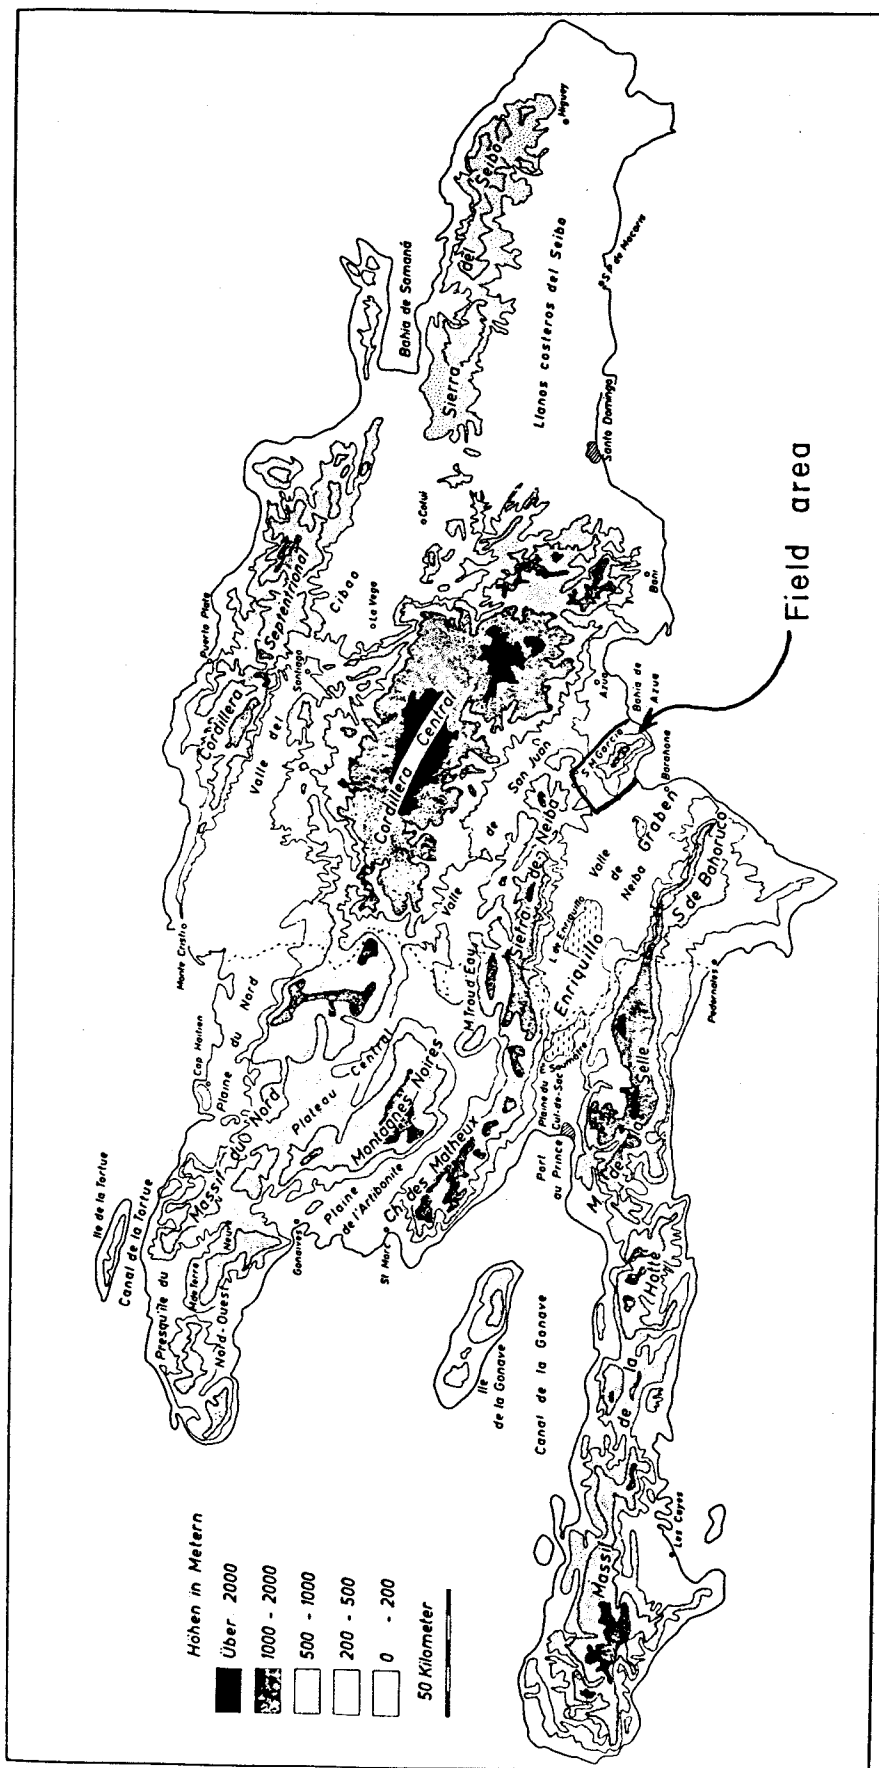 Höhen in Metern
Über 2000
1000 - 2000
500 - 1000
200 - 500
0 - 200
50 Kilometer
Ile de la Tortue
Canal de la Tortue
Presqu'île du
Nord-Ouest
Massif du Nord
Plaine du Nord
Cap Haïtien
Monte Cristio
Gonaives
Plateau Central
Montagnes Noires
Plaine
de l'Artibonite
St Marc
Ch. des Matheux
Ile
de la Gonave
Canal de la Gonave
Port
au Prince
Plaine du
Cul-de-Sac
M Trou d'Eau
Sierra de Neiba
L. de Enriquillo
Enriquillo Graben
Valle
de
Neiba
S. de Bahoruco
Pedernales
Massif de la Hotte
Les Cayes
Puerto Plata
Cordillera Septentrional
Valle del Cibao
Santiago
La Vega
Cotui
Cordillera Central
Valle de San Juan
Azua
Bahia de
Azua
S M Garcia
Barahona
Bani
Bahia de Samaná
Sierra del Seibo
Higuey
Llanos costeros del Seibo
S. P. de Macoris
Santo Domingo
Field area